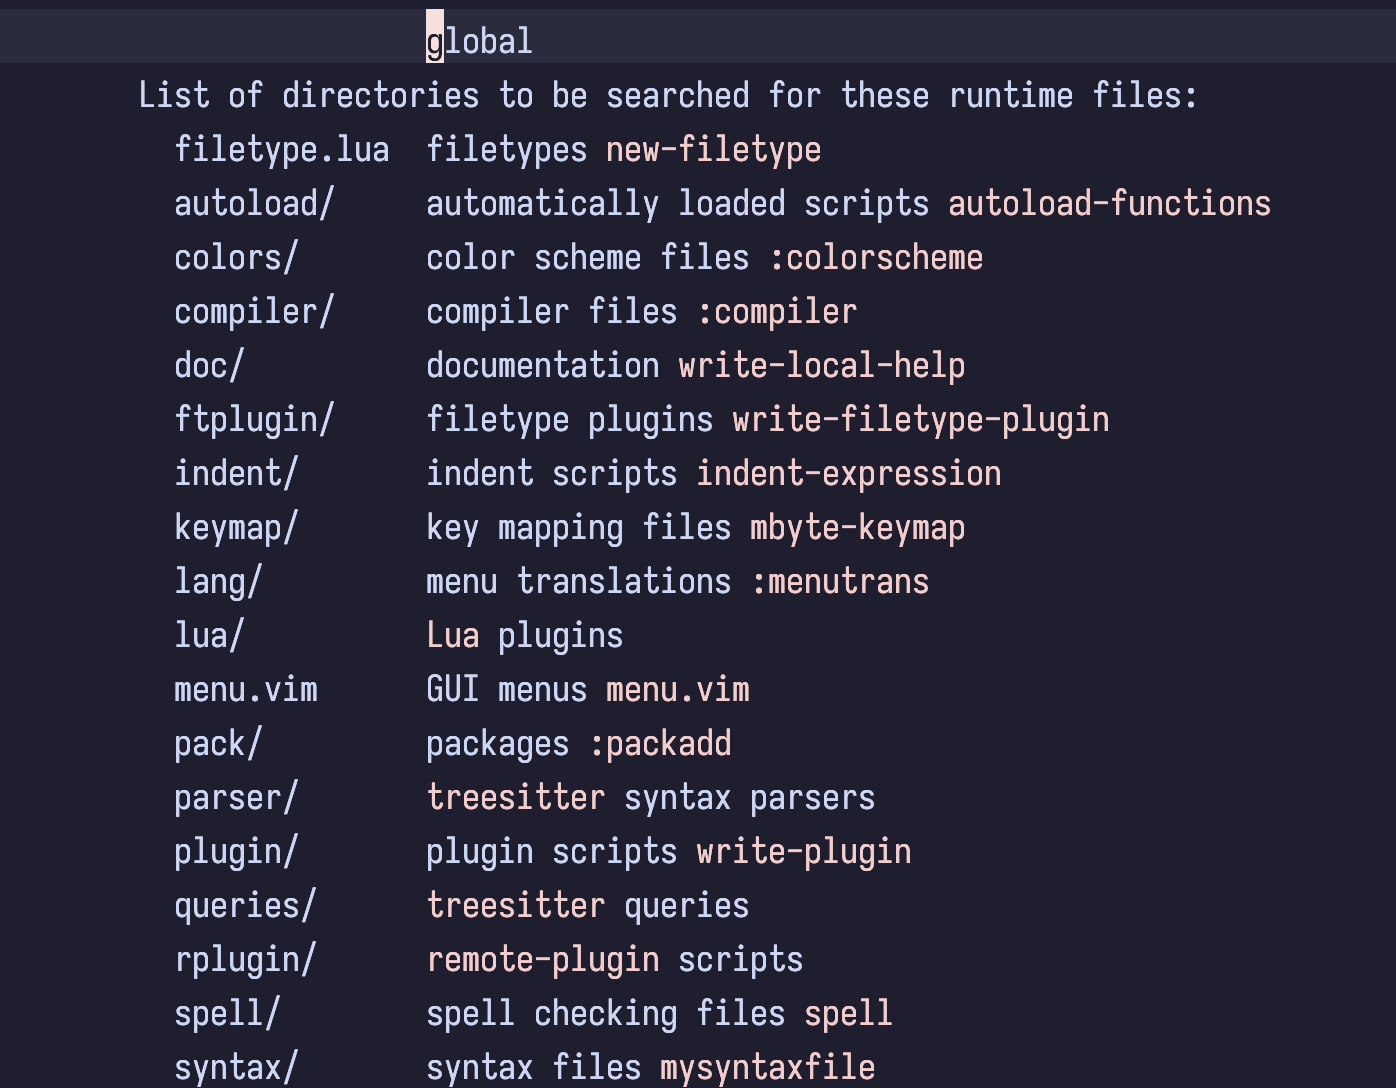 global
List of directories to be searched for these runtime files:
filetype.lua  filetypes new-filetype
autoload/     automatically loaded scripts autoload-functions
colors/       color scheme files :colorscheme
compiler/     compiler files :compiler
doc/          documentation write-local-help
ftplugin/     filetype plugins write-filetype-plugin
indent/       indent scripts indent-expression
keymap/       key mapping files mbyte-keymap
lang/         menu translations :menutrans
lua/          Lua plugins
menu.vim      GUI menus menu.vim
pack/         packages :packadd
parser/       treesitter syntax parsers
plugin/       plugin scripts write-plugin
queries/      treesitter queries
rplugin/      remote-plugin scripts
spell/        spell checking files spell
syntax/       syntax files mysyntaxfile